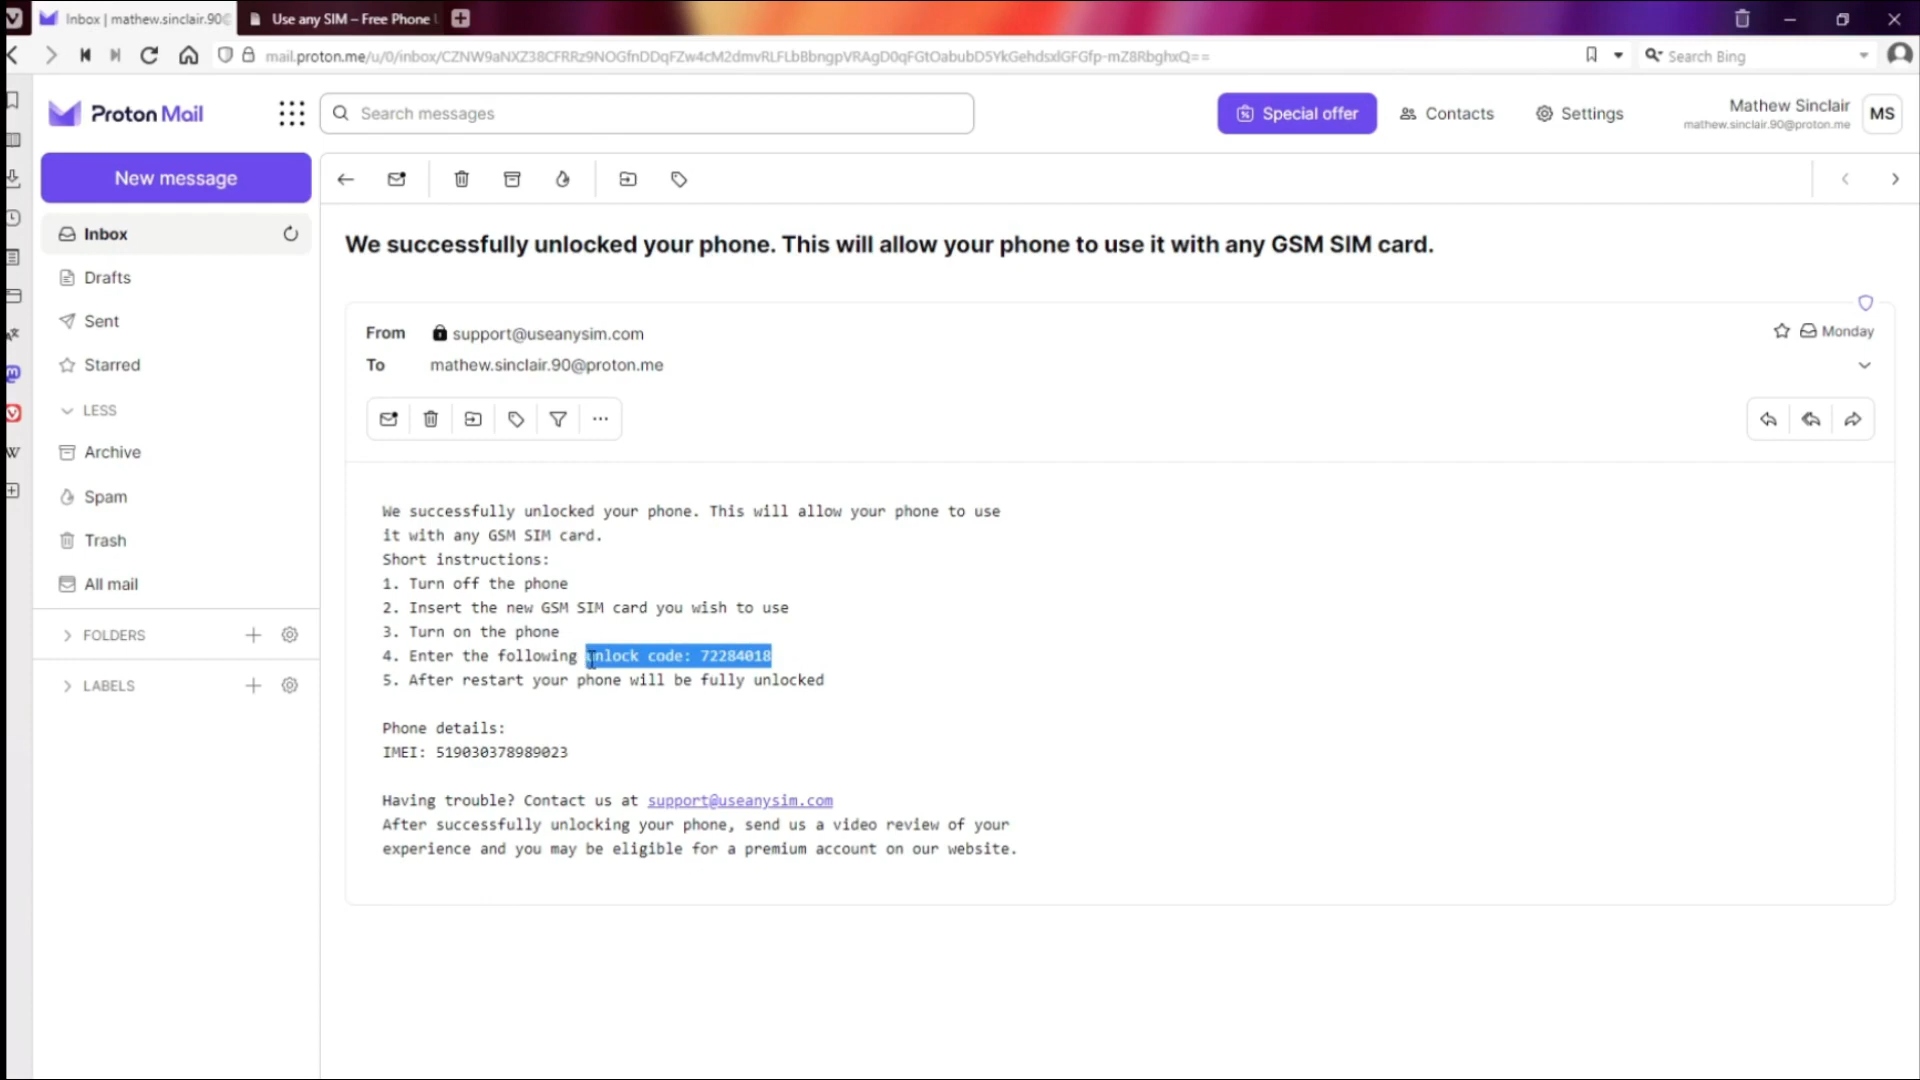 Inbox | mathew.sinclair.90@
Use any SIM – Free Phone U
mail.proton.me/u/0/inbox/CZNW9aNXZ38CFRRz9NOGfnDDqFZw4cM2dmvRLFLbBbngpVRAgD0qFGtOabubD5YkGehdsxlGFGfp-mZ8RbghxQ==
Search Bing
Proton Mail
Search messages
Special offer
Contacts
Settings
Mathew Sinclair
mathew.sinclair.90@proton.me
MS
New message
Inbox
Drafts
Sent
Starred
LESS
Archive
Spam
Trash
All mail
FOLDERS
LABELS
We successfully unlocked your phone. This will allow your phone to use it with any GSM SIM card.
From support@useanysim.com
Monday
To mathew.sinclair.90@proton.me
We successfully unlocked your phone. This will allow your phone to use
it with any GSM SIM card.
Short instructions:
1. Turn off the phone
2. Insert the new GSM SIM card you wish to use
3. Turn on the phone
4. Enter the following unlock code: 72284018
5. After restart your phone will be fully unlocked
Phone details:
IMEI: 519030378989023
Having trouble? Contact us at support@useanysim.com
After successfully unlocking your phone, send us a video review of your
experience and you may be eligible for a premium account on our website.